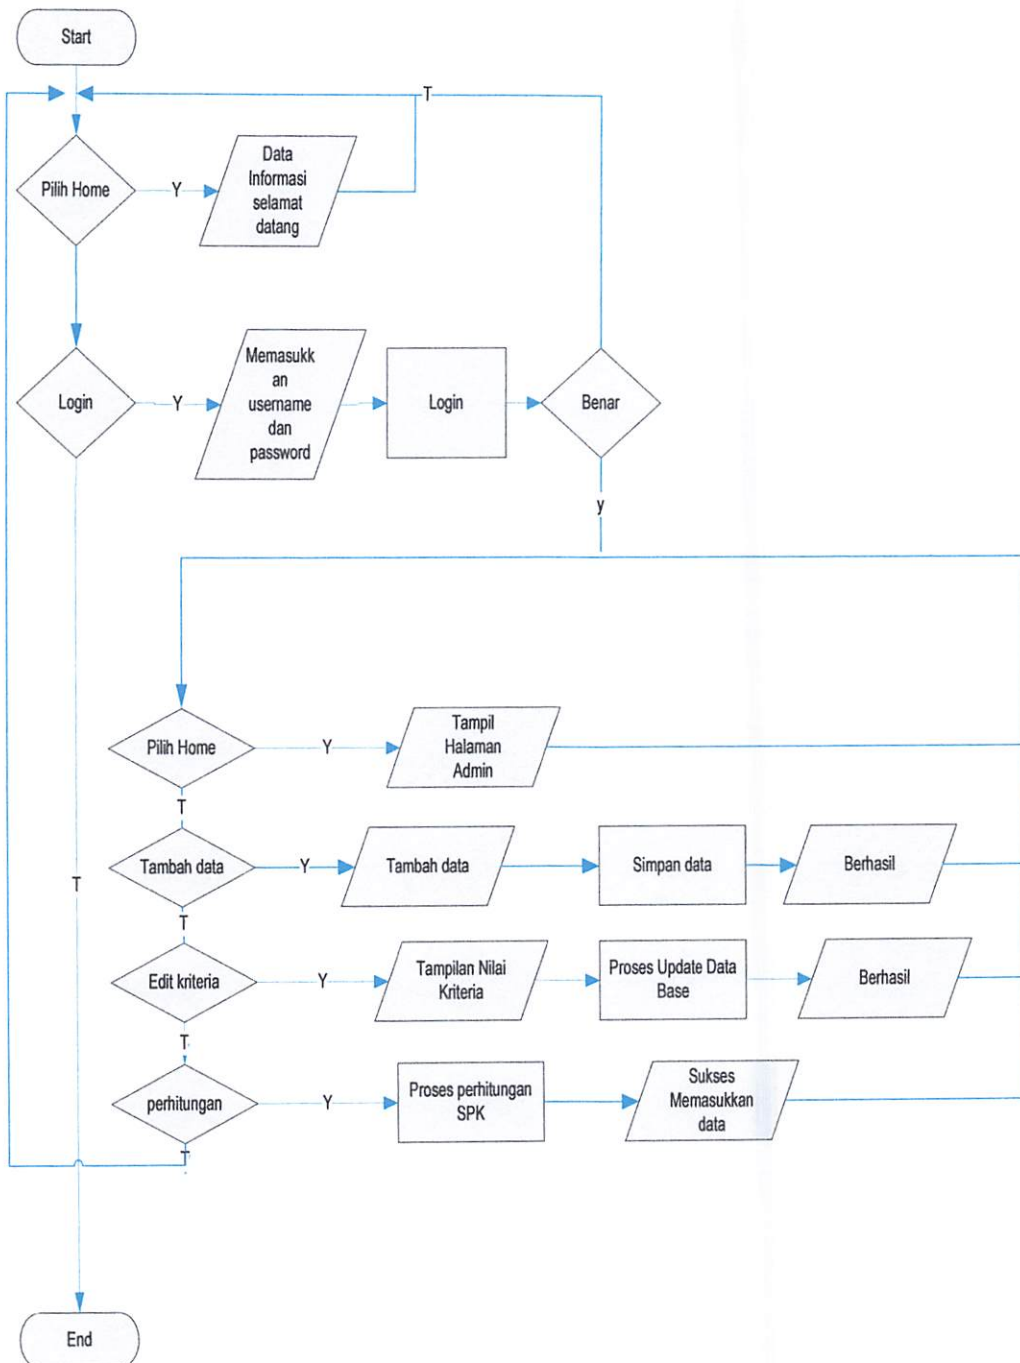 Start
T
Pilih Home
Y
Data
Informasi
selamat
datang
Login
Y
Memasukk
an
username
dan
password
Login
Benar
y
Pilih Home
Y
Tampil
Halaman
Admin
T
Tambah data
Y
Tambah data
Simpan data
Berhasil
T
T
Edit kriteria
Y
Tampilan Nilai
Kriteria
Proses Update Data
Base
Berhasil
T
perhitungan
Y
Proses perhitungan
SPK
Sukses
Memasukkan
data
T
End